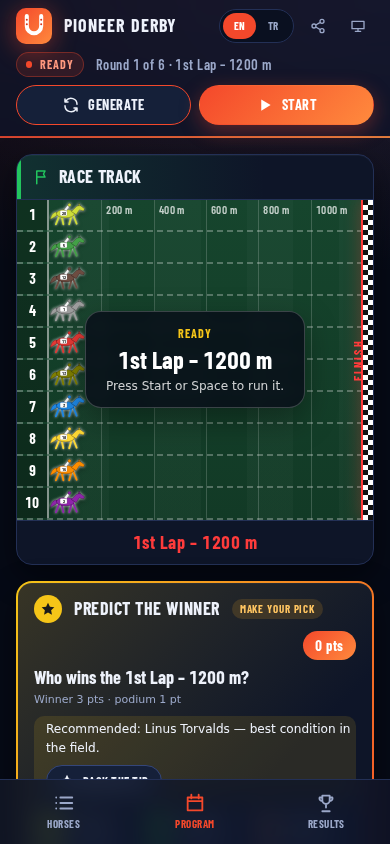 PIONEER DERBY
EN TR
READY Round 1 of 6 · 1st Lap – 1200 m
GENERATE START
RACE TRACK
1 200 m 400 m 600 m 800 m 1000 m
2
3
4
5
6
7
8
9
10
FINISH
READY
1st Lap – 1200 m
Press Start or Space to run it.
1st Lap – 1200 m
PREDICT THE WINNER MAKE YOUR PICK
0 pts
Who wins the 1st Lap – 1200 m?
Winner 3 pts · podium 1 pt
Recommended: Linus Torvalds — best condition in
the field.
HORSES PROGRAM RESULTS